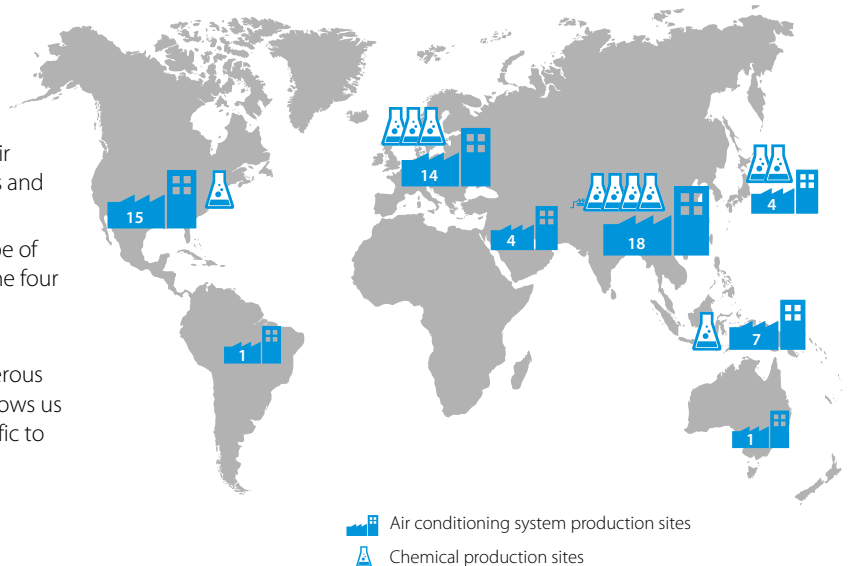 ir
s and
e of
ne four
erous
ows us
fic to
15
14
4
18
4
7
1
1
Air conditioning system production sites
Chemical production sites